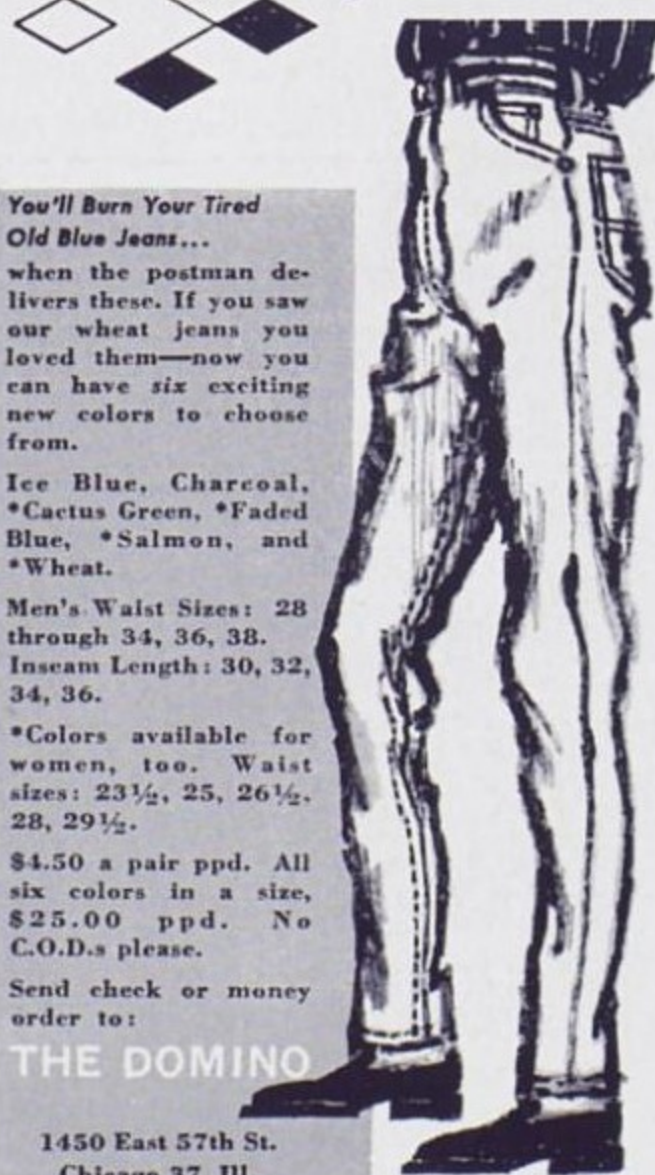 You'll Burn Your Tired
Old Blue Jeans...
when the postman de-
livers these. If you saw
our wheat jeans you
loved them—now you
can have six exciting
new colors to choose
from.
Ice Blue, Charcoal,
*Cactus Green, *Faded
Blue, *Salmon, and
*Wheat.
Men's Waist Sizes: 28
through 34, 36, 38.
Inseam Length: 30, 32,
34, 36.
*Colors available for
women, too. Waist
sizes: 23½, 25, 26½,
28, 29½.
$4.50 a pair ppd. All
six colors in a size,
$25.00 ppd. No
C.O.D.s please.
Send check or money
order to:
THE DOMINO
1450 East 57th St.
Chicago 37, Ill.